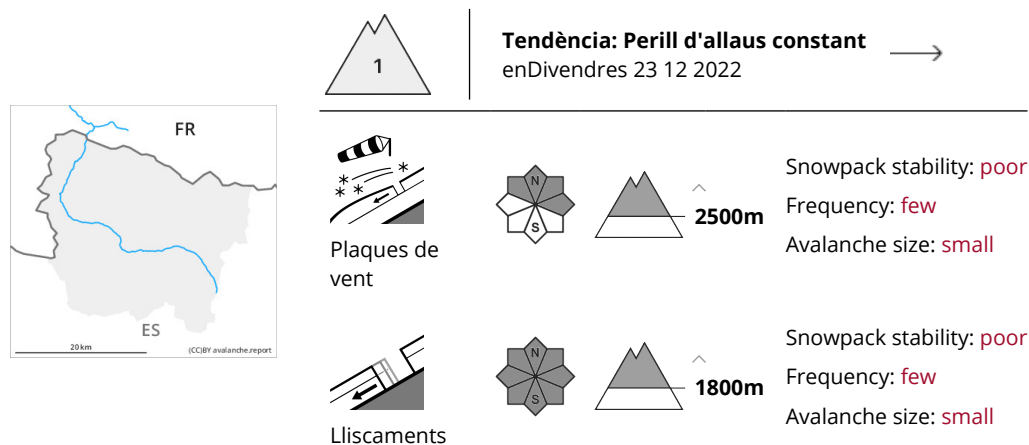 1
Tendència: Perill d'allaus constant
enDivendres 23 12 2022
FR
ES
20 km
(CC)BY avalanche.report
N
S
2500m
Plaques de
vent
Snowpack stability: poor
Frequency: few
Avalanche size: small
N
S
1800m
Lliscaments
Snowpack stability: poor
Frequency: few
Avalanche size: small